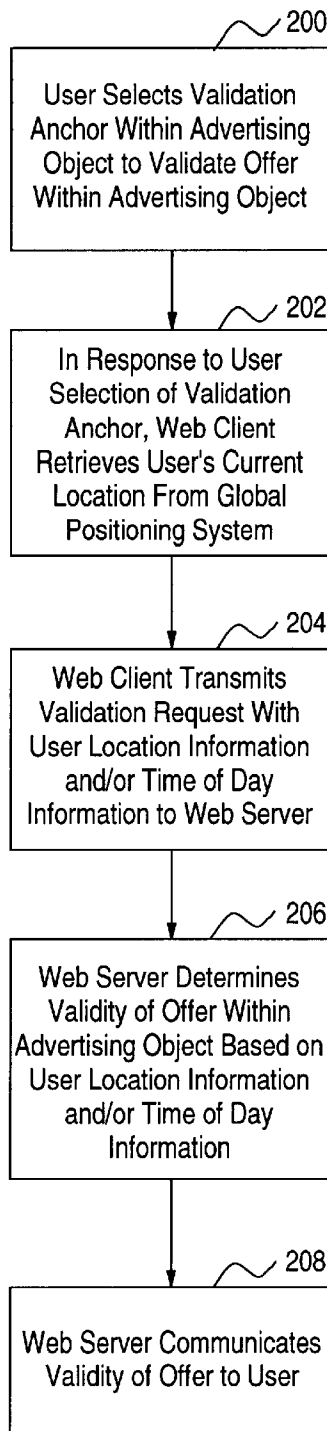 200
User Selects Validation
Anchor Within Advertising
Object to Validate Offer
Within Advertising Object
202
In Response to User
Selection of Validation
Anchor, Web Client
Retrieves User's Current
Location From Global
Positioning System
204
Web Client Transmits
Validation Request With
User Location Information
and/or Time of Day
Information to Web Server
206
Web Server Determines
Validity of Offer Within
Advertising Object Based on
User Location Information
and/or Time of Day
Information
208
Web Server Communicates
Validity of Offer to User